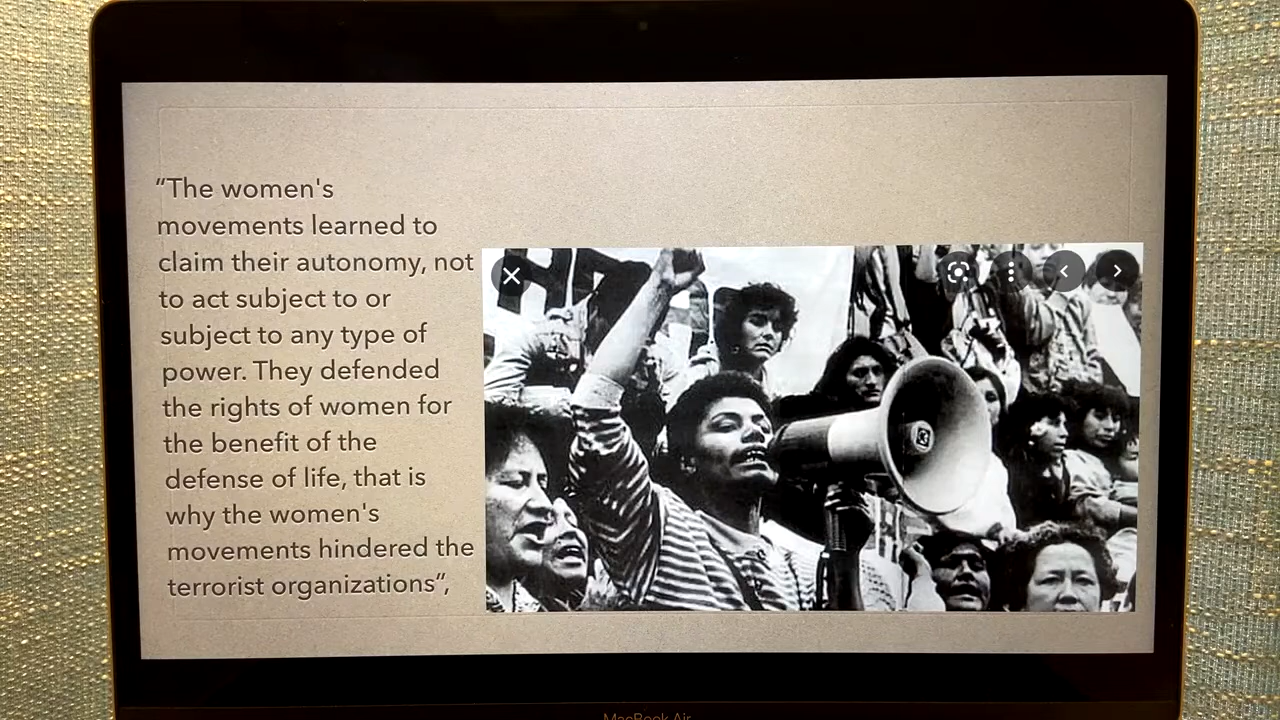 “The women's
movements learned to
claim their autonomy, not
to act subject to or
subject to any type of
power. They defended
the rights of women for
the benefit of the
defense of life, that is
why the women's
movements hindered the
terrorist organizations“,
MacBook Air